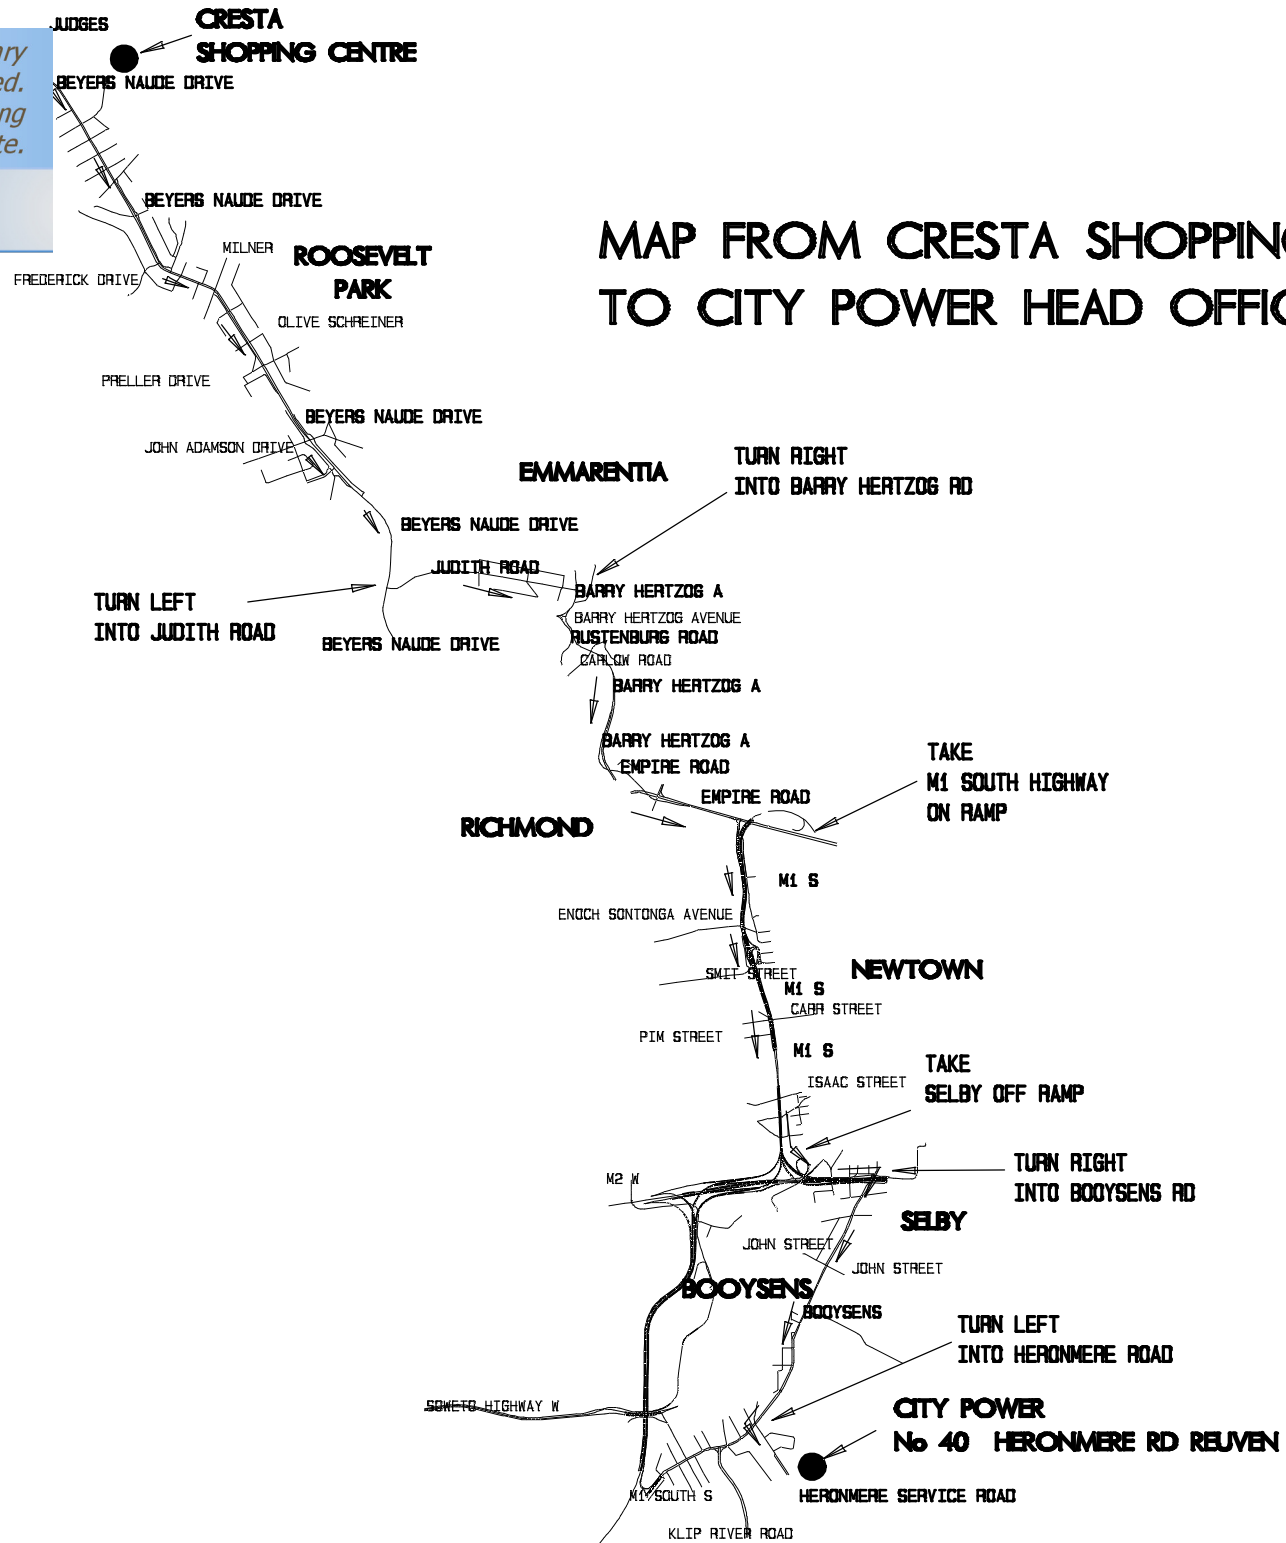 JUDGES
CRESTA
SHOPPING CENTRE
ed.
ng
te.
BEYERS NAUDE DRIVE
BEYERS NAUDE DRIVE
MILNER
ROOSEVELT
PARK
FREDERICK DRIVE
OLIVE SCHREINER
MAP FROM CRESTA SHOPPING
TO CITY POWER HEAD OFFIC
PRELLER DRIVE
BEYERS NAUDE DRIVE
JOHN ADAMSON DRIVE
EMMARENTIA
TURN RIGHT
INTO BARRY HERTZOG RD
BEYERS NAUDE DRIVE
JUDITH ROAD
TURN LEFT
INTO JUDITH ROAD
BARRY HERTZOG A
BARRY HERTZOG AVENUE
RUSTENBURG ROAD
BEYERS NAUDE DRIVE
CARLOW ROAD
BARRY HERTZOG A
BARRY HERTZOG A
EMPIRE ROAD
EMPIRE ROAD
TAKE
M1 SOUTH HIGHWAY
ON RAMP
RICHMOND
M1 S
ENOCH SONTONGA AVENUE
SMIT STREET
NEWTOWN
M1 S
CARR STREET
PIM STREET
M1 S
ISAAC STREET
TAKE
SELBY OFF RAMP
TURN RIGHT
INTO BOOYSENS RD
M2 W
SELBY
JOHN STREET
JOHN STREET
BOOYSENS
BOOYSENS
TURN LEFT
INTO HERONMERE ROAD
SOWETO HIGHWAY W
CITY POWER
No 40 HERONMERE RD REUVEN
M1 SOUTH S
HERONMERE SERVICE ROAD
KLIP RIVER ROAD